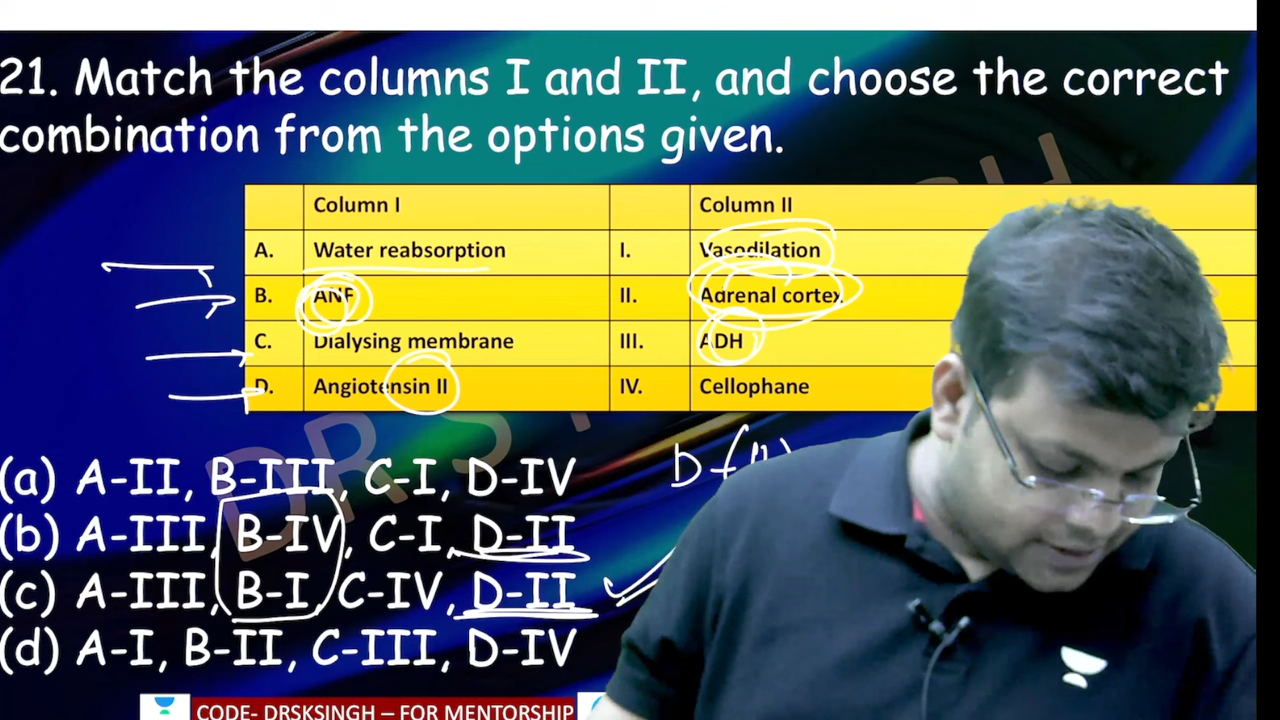 21. Match the columns I and II, and choose the correct
combination from the options given.
Column I Column II
A. Water reabsorption I. Vasodilation
B. ANF II. Adrenal cortex
C. Dialysing membrane III. ADH
D. Angiotensin II IV. Cellophane
D-(II)
(a) A-II, B-III, C-I, D-IV
(b) A-III, B-IV, C-I, D-II
(c) A-III, B-I, C-IV, D-II
(d) A-I, B-II, C-III, D-IV
CODE- DRSKSINGH – FOR MENTORSHIP